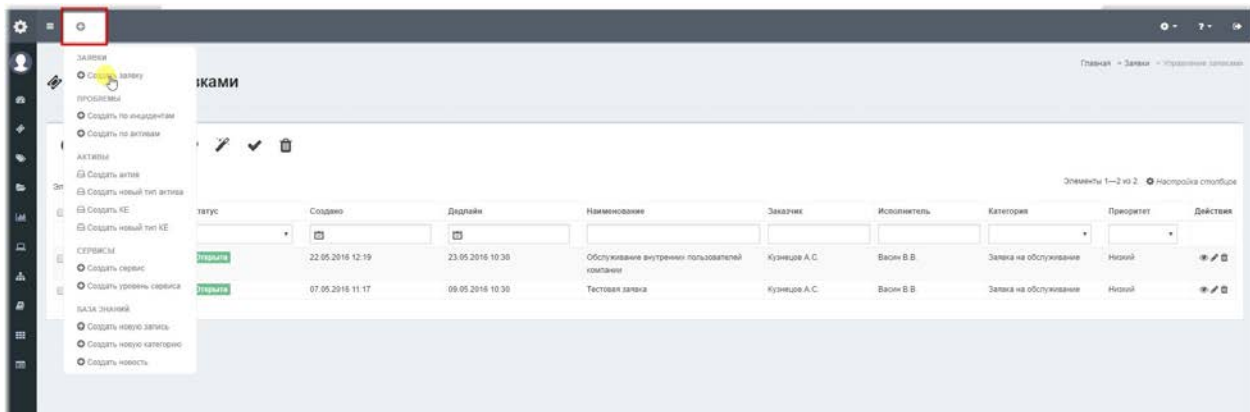 ЗАЯВКИ
Создать заявку
ПРОБЛЕМЫ
Создать по инцидентам
Создать по активам
АКТИВЫ
Создать актив
Создать новый тип актива
Создать КЕ
Создать новый тип КЕ
СЕРВИСЫ
Создать сервис
Создать уровень сервиса
БАЗА ЗНАНИЙ
Создать новую запись
Создать новую категорию
Создать новость
Главная » Заявки » Управление заявками
вками
Эл
Элементы 1—2 из 2. Настройка столбцов
татус Создано Дедлайн Наименование Заказчик Исполнитель Категория Приоритет Действия
Открыта 22.05.2016 12:19 23.05.2016 10:30 Обслуживание внутренних пользователей Кузнецов А.С. Васин В.В. Заявка на обслуживание Низкий
компании
Открыта 07.05.2016 11:17 09.05.2016 10:30 Тестовая заявка Кузнецов А.С. Васин В.В. Заявка на обслуживание Низкий